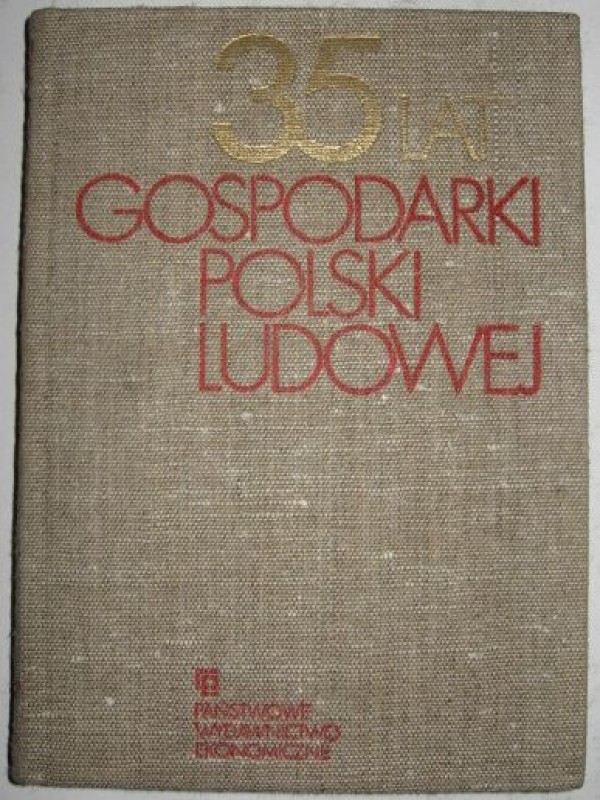 35 LAT
GOSPODARKI
POLSKI
LUDOWEJ
PAŃSTWOWE
WYDAWNICTWO
EKONOMICZNE